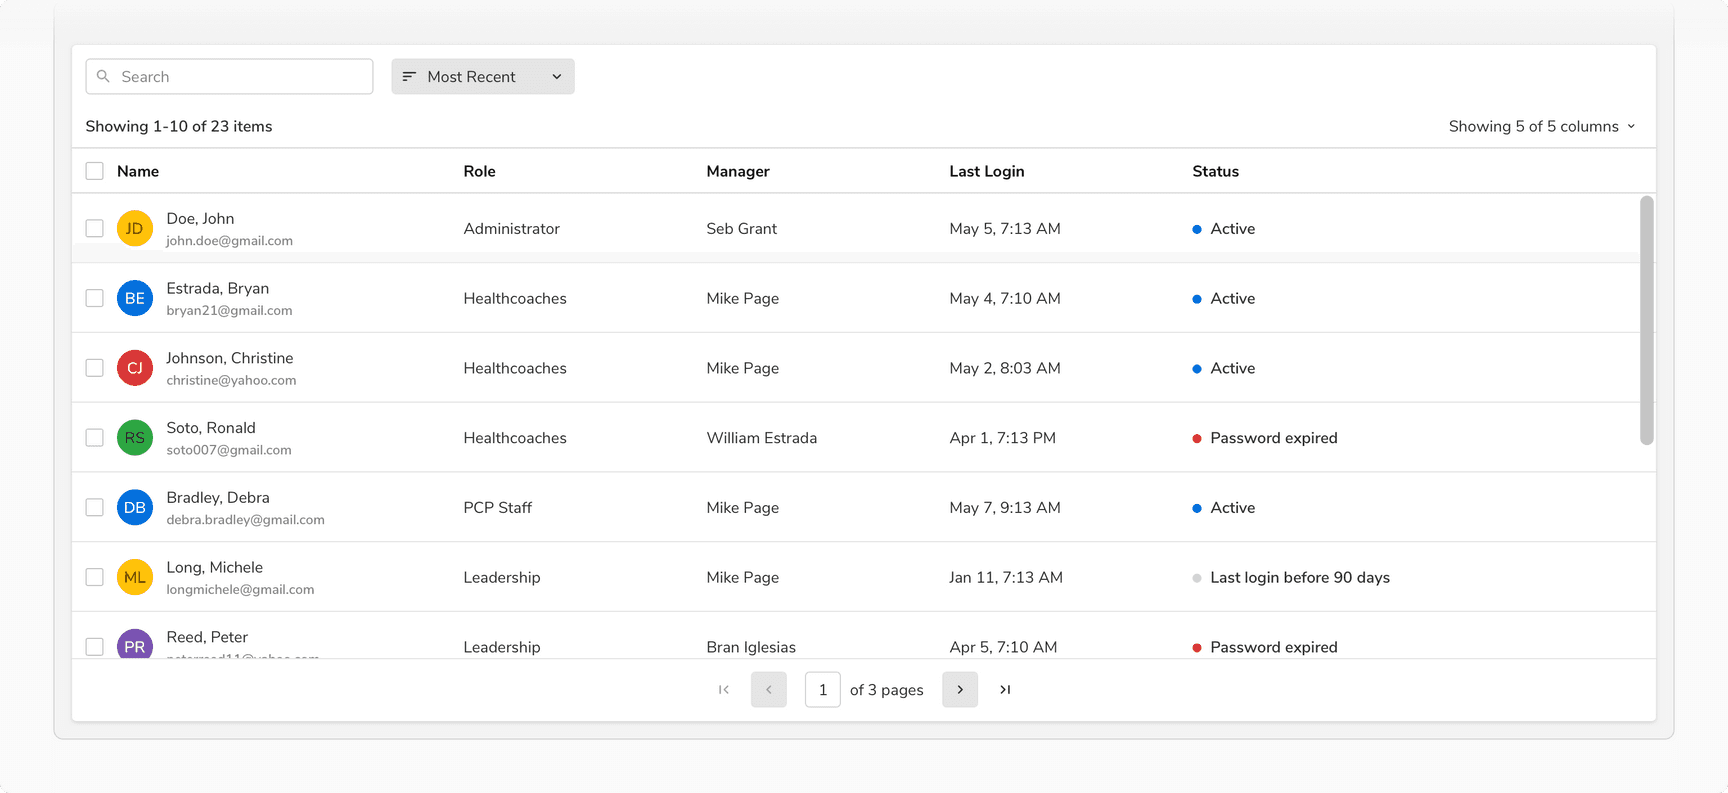 Search
Most Recent
Showing 1-10 of 23 items
Showing 5 of 5 columns
Name Role Manager Last Login Status
JD Doe, John Administrator Seb Grant May 5, 7:13 AM Active
john.doe@gmail.com
BE Estrada, Bryan Healthcoaches Mike Page May 4, 7:10 AM Active
bryan21@gmail.com
CJ Johnson, Christine Healthcoaches Mike Page May 2, 8:03 AM Active
christine@yahoo.com
RS Soto, Ronald Healthcoaches William Estrada Apr 1, 7:13 PM Password expired
soto007@gmail.com
DB Bradley, Debra PCP Staff Mike Page May 7, 9:13 AM Active
debra.bradley@gmail.com
ML Long, Michele Leadership Mike Page Jan 11, 7:13 AM Last login before 90 days
longmichele@gmail.com
PR Reed, Peter Leadership Bran Iglesias Apr 5, 7:10 AM Password expired
1 of 3 pages